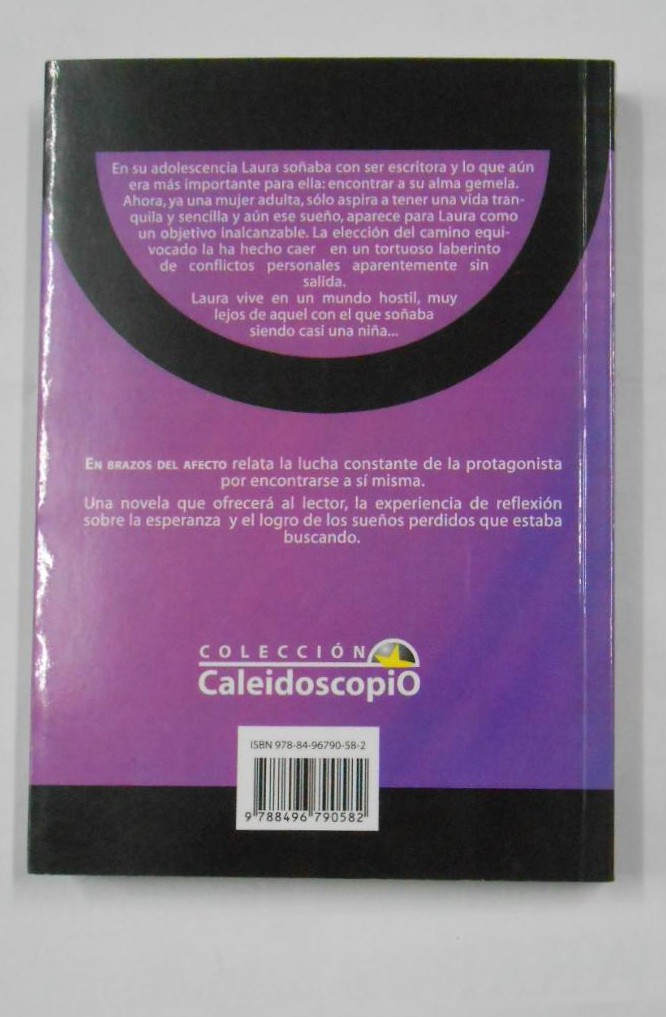 En su adolescencia Laura soñaba con ser escritora y lo que aún
era más importante para ella: encontrar a su alma gemela.
Ahora, ya una mujer adulta, sólo aspira a tener una vida tran-
quila y sencilla y aún ese sueño, aparece para Laura como
un objetivo inalcanzable. La elección del camino equi-
vocado la ha hecho caer en un tortuoso laberinto
de conflictos personales aparentemente sin
salida.
Laura vive en un mundo hostil, muy
lejos de aquel con el que soñaba
siendo casi una niña...
EN BRAZOS DEL AFECTO relata la lucha constante de la protagonista
por encontrarse a sí misma.
Una novela que ofrecerá al lector, la experiencia de reflexión
sobre la esperanza y el logro de los sueños perdidos que estaba
buscando.
COLECCIÓN
CaleidoscopiO
ISBN 978-84-96790-58-2
9 788496 790582